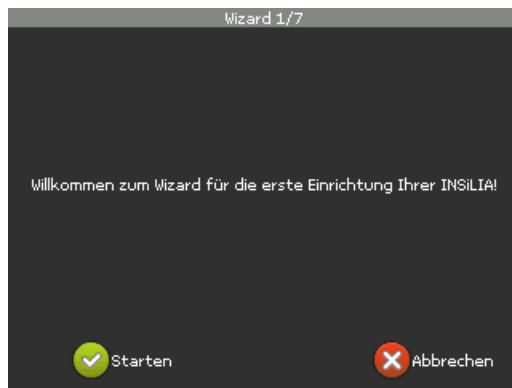 Wizard 1/7
Willkommen zum Wizard für die erste Einrichtung Ihrer INSiLIA!
Starten
Abbrechen